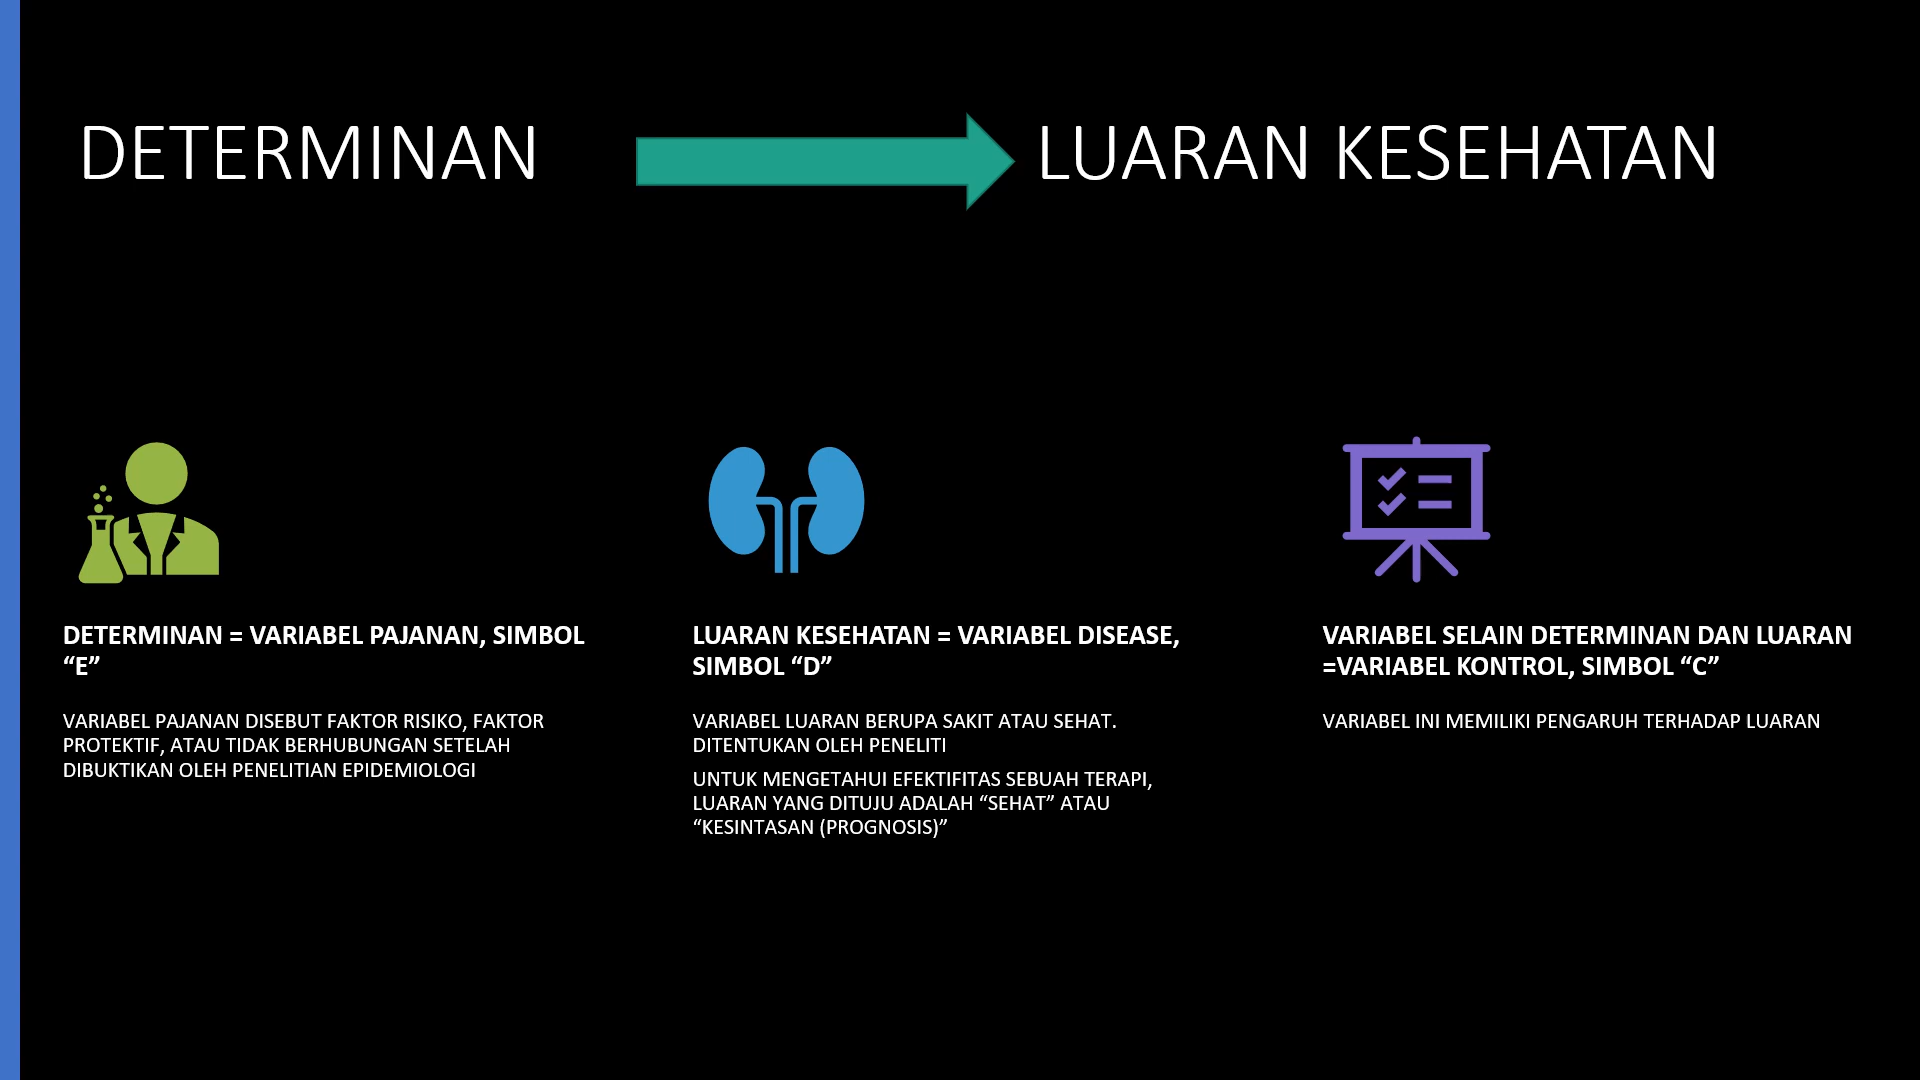 DETERMINAN
LUARAN KESEHATAN
DETERMINAN = VARIABEL PAJANAN, SIMBOL
“E”
VARIABEL PAJANAN DISEBUT FAKTOR RISIKO, FAKTOR
PROTEKTIF, ATAU TIDAK BERHUBUNGAN SETELAH
DIBUKTIKAN OLEH PENELITIAN EPIDEMIOLOGI
LUARAN KESEHATAN = VARIABEL DISEASE,
SIMBOL “D”
VARIABEL LUARAN BERUPA SAKIT ATAU SEHAT.
DITENTUKAN OLEH PENELITI
UNTUK MENGETAHUI EFEKTIFITAS SEBUAH TERAPI,
LUARAN YANG DITUJU ADALAH “SEHAT” ATAU
“KESINTASAN (PROGNOSIS)”
VARIABEL SELAIN DETERMINAN DAN LUARAN
=VARIABEL KONTROL, SIMBOL “C”
VARIABEL INI MEMILIKI PENGARUH TERHADAP LUARAN